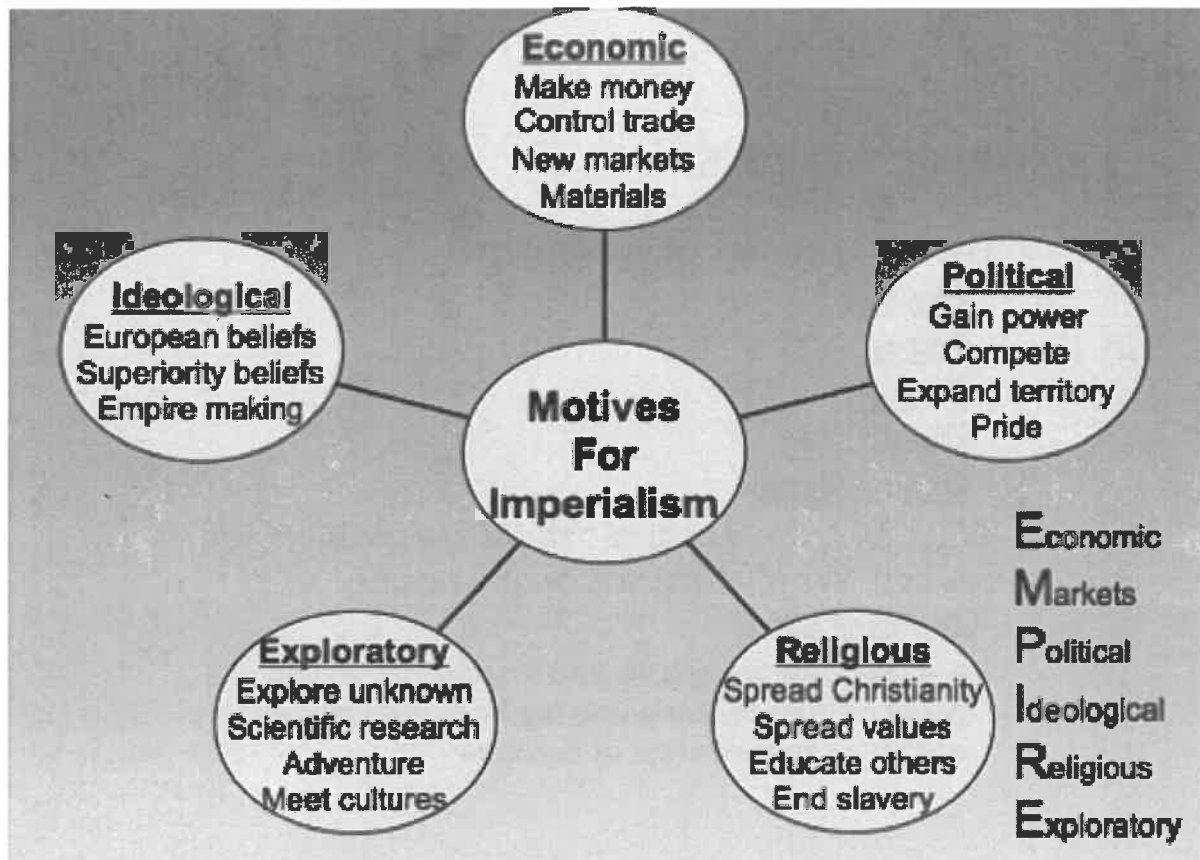 Economic
Make money
Control trade
New markets
Materials
Ideological
European beliefs
Superiority beliefs
Empire making
Political
Gain power
Compete
Expand territory
Pride
Motives
For
Imperialism
Exploratory
Explore unknown
Scientific research
Adventure
Meet cultures
Religious
Spread Christianity
Spread values
Educate others
End slavery
Economic
Markets
Political
Ideological
Religious
Exploratory